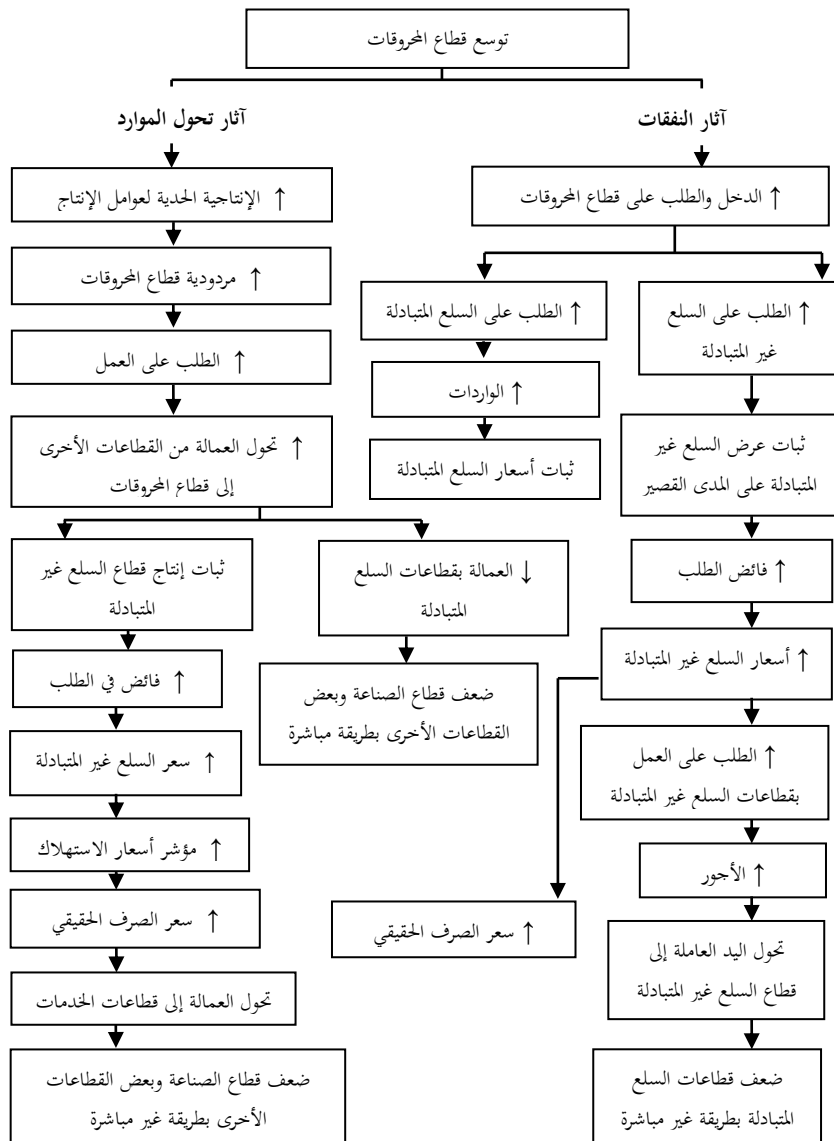 توسع قطاع المحروقات
آثار النفقات
آثار تحول الموارد
↑ الدخل والطلب على قطاع المحروقات
↑ الطلب على السلع
غير المتبادلة
ثبات عرض السلع غير
المتبادلة على المدى القصير
↑ فائض الطلب
↑ أسعار السلع غير المتبادلة
↑ الطلب على العمل
بقطاعات السلع غير المتبادلة
↑ الأجور
تحول اليد العاملة إلى
قطاع السلع غير المتبادلة
ضعف قطاعات السلع
المتبادلة بطريقة غير مباشرة
↑ سعر الصرف الحقيقي
↑ الطلب على السلع المتبادلة
↑ الواردات
ثبات أسعار السلع المتبادلة
↑ الإنتاجية الحدية لعوامل الإنتاج
↑ مردودية قطاع المحروقات
↑ الطلب على العمل
↑ تحول العمالة من القطاعات الأخرى
إلى قطاع المحروقات
↓ العمالة بقطاعات السلع
المتبادلة
ضعف قطاع الصناعة وبعض
القطاعات الأخرى بطريقة مباشرة
ثبات إنتاج قطاع السلع غير
المتبادلة
↑ فائض في الطلب
↑ سعر السلع غير المتبادلة
↑ مؤشر أسعار الاستهلاك
↑ سعر الصرف الحقيقي
تحول العمالة إلى قطاعات الخدمات
ضعف قطاع الصناعة وبعض القطاعات
الأخرى بطريقة غير مباشرة